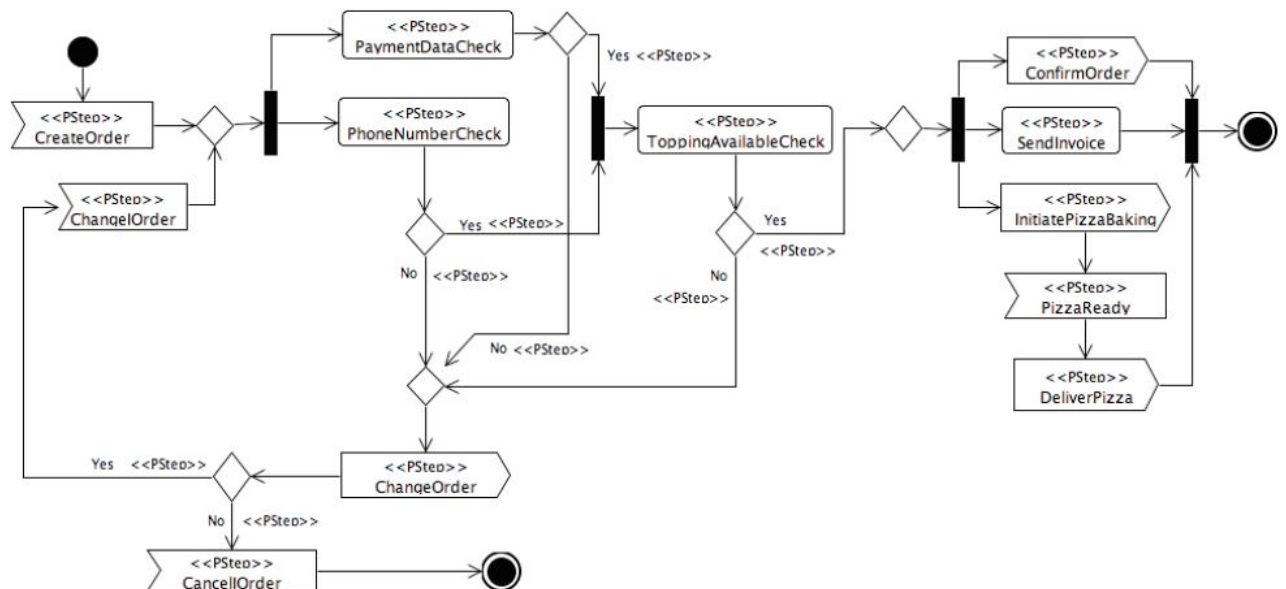 <<PStep>>
PaymentDataCheck
Yes <<PStep>>
<<PStep>>
ConfirmOrder
<<PStep>>
CreateOrder
<<PStep>>
PhoneNumberCheck
<<PStep>>
ToppingAvailableCheck
<<PStep>>
SendInvoice
<<PStep>>
ChangelOrder
Yes <<PStep>>
Yes
<<PStep>>
<<PStep>>
InitiatePizzaBaking
No <<PStep>>
No
<<PStep>>
<<PStep>>
PizzaReady
No <<PStep>>
<<PStep>>
DeliverPizza
Yes <<PStep>>
<<PStep>>
ChangeOrder
No <<PStep>>
<<PStep>>
CancellOrder